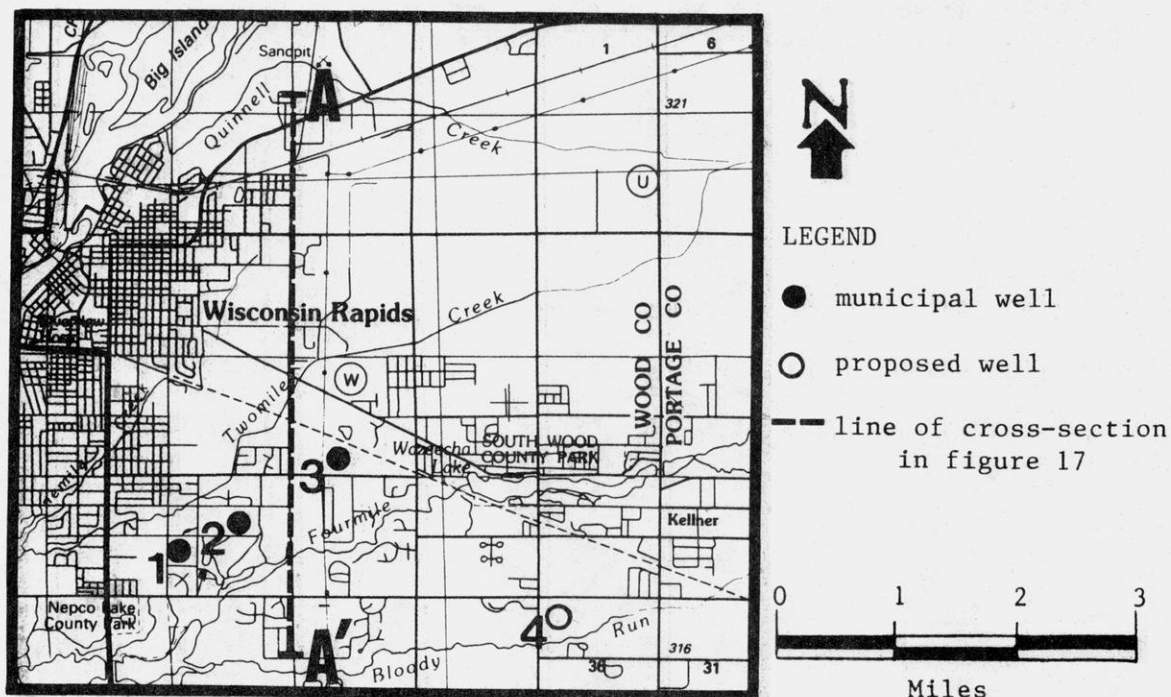 Big Island
Sandpit
Quinnell
Creek
A
1
6
321
U
Wisconsin Rapids
Creek
WOOD CO
PORTAGE CO
W
Twomile
Wazeecha
Lake
SOUTH WOOD
COUNTY PARK
3
Fourmile
Kellner
2
1
Nepco Lake
County Park
4
Run
A'
Bloody
36
316
31
N
LEGEND
municipal well
proposed well
line of cross-section
in figure 17
0 1 2 3
Miles